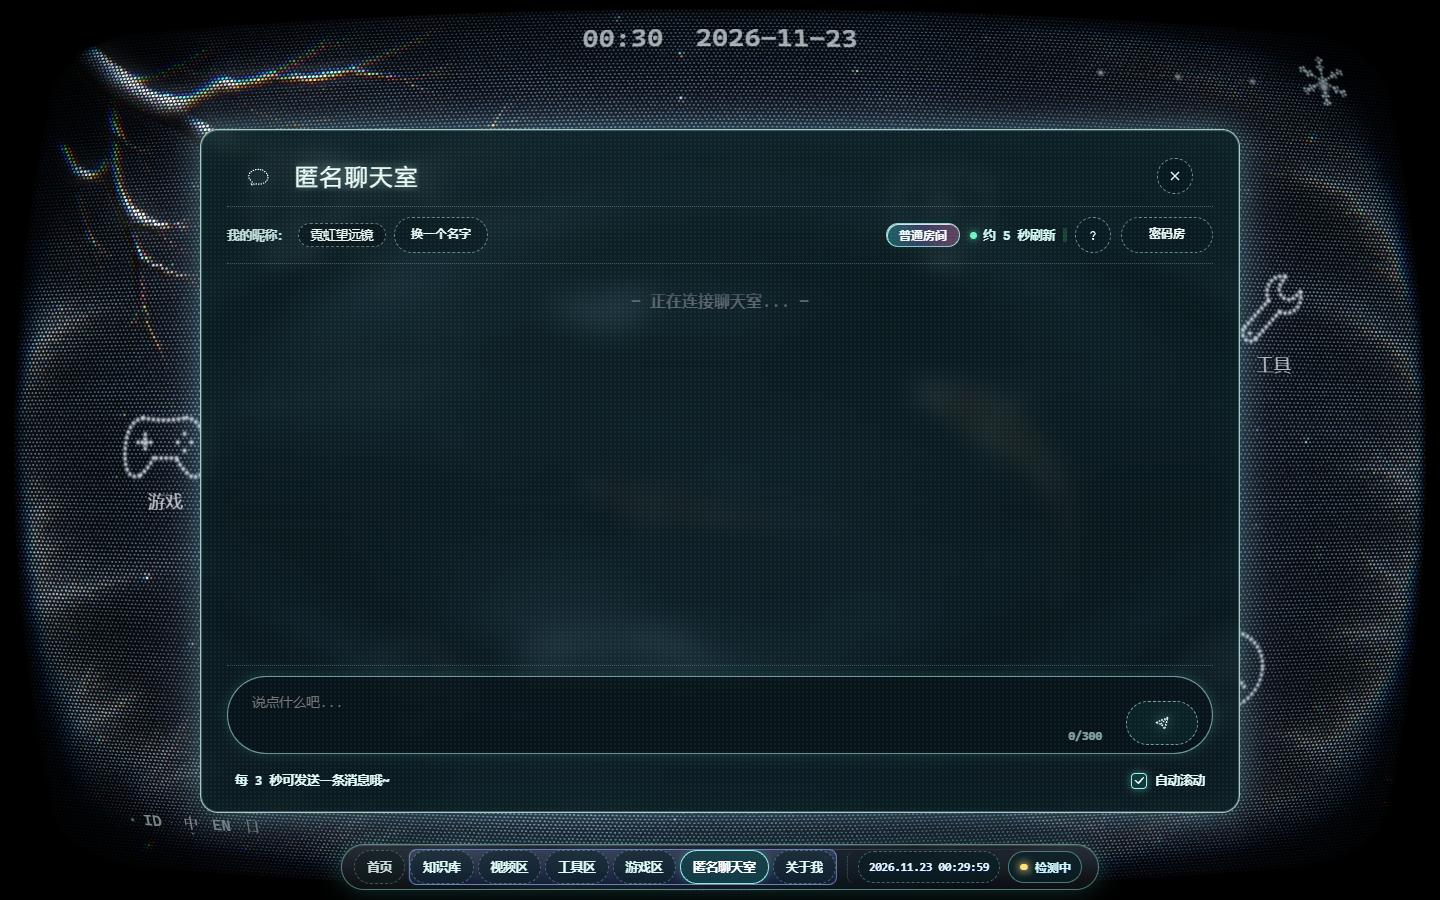 00:30 2026-11-23
匿名聊天室
我的昵称: 霓虹望远镜 换一个名字 普通房间 约 5 秒刷新 ? 密码房
- 正在连接聊天室... -
工具
游戏
说点什么吧...
0/300
每 3 秒可发送一条消息哦~ 自动滚动
· ID 中 EN 日
首页 知识库 视频区 工具区 游戏区 匿名聊天室 关于我 2026.11.23 00:29:59 检测中